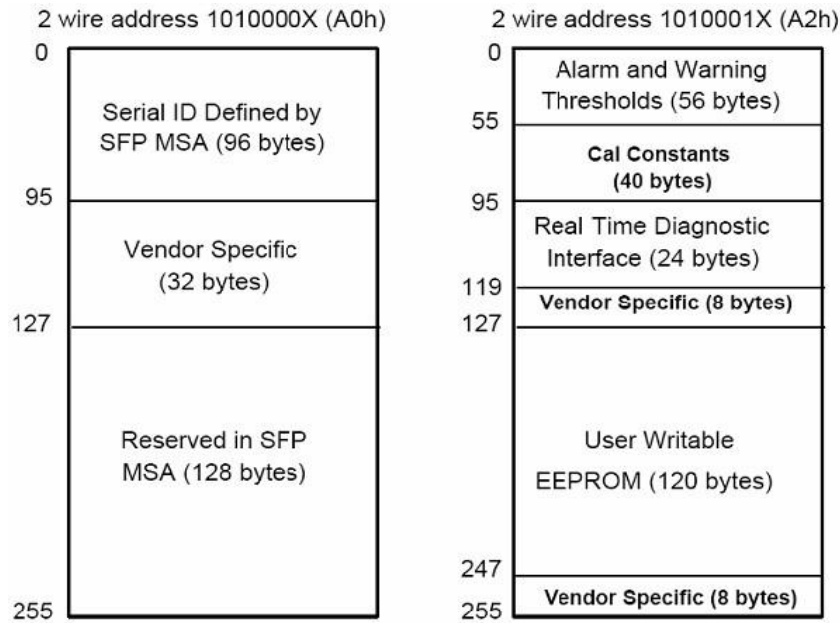 2 wire address 1010000X (A0h)
0
Serial ID Defined by
SFP MSA (96 bytes)
95
Vendor Specific
(32 bytes)
127
Reserved in SFP
MSA (128 bytes)
255
2 wire address 1010001X (A2h)
0
Alarm and Warning
Thresholds (56 bytes)
55
Cal Constants
(40 bytes)
95
Real Time Diagnostic
Interface (24 bytes)
119
Vendor Specific (8 bytes)
127
User Writable
EEPROM (120 bytes)
247
Vendor Specific (8 bytes)
255